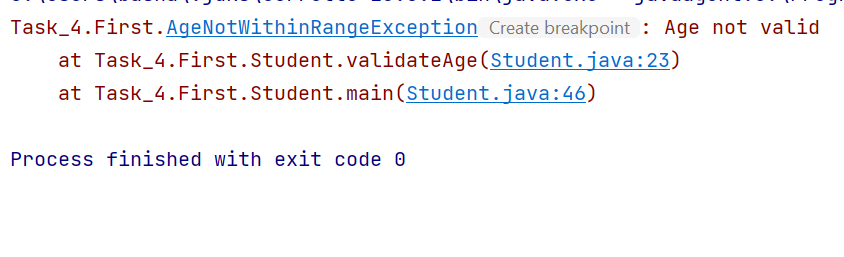 Task_4.First.AgeNotWithinRangeException Create breakpoint : Age not valid
at Task_4.First.Student.validateAge(Student.java:23)
at Task_4.First.Student.main(Student.java:46)
Process finished with exit code 0